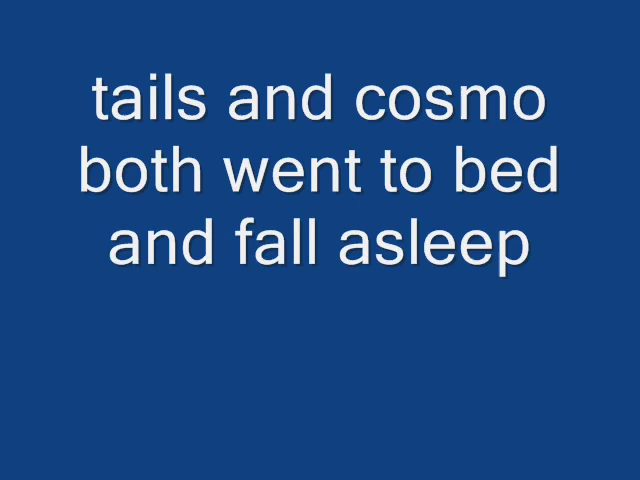 tails and cosmo
both went to bed
and fall asleep